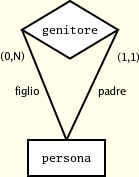 genitore
(0,N)
(1,1)
figlio
padre
persona